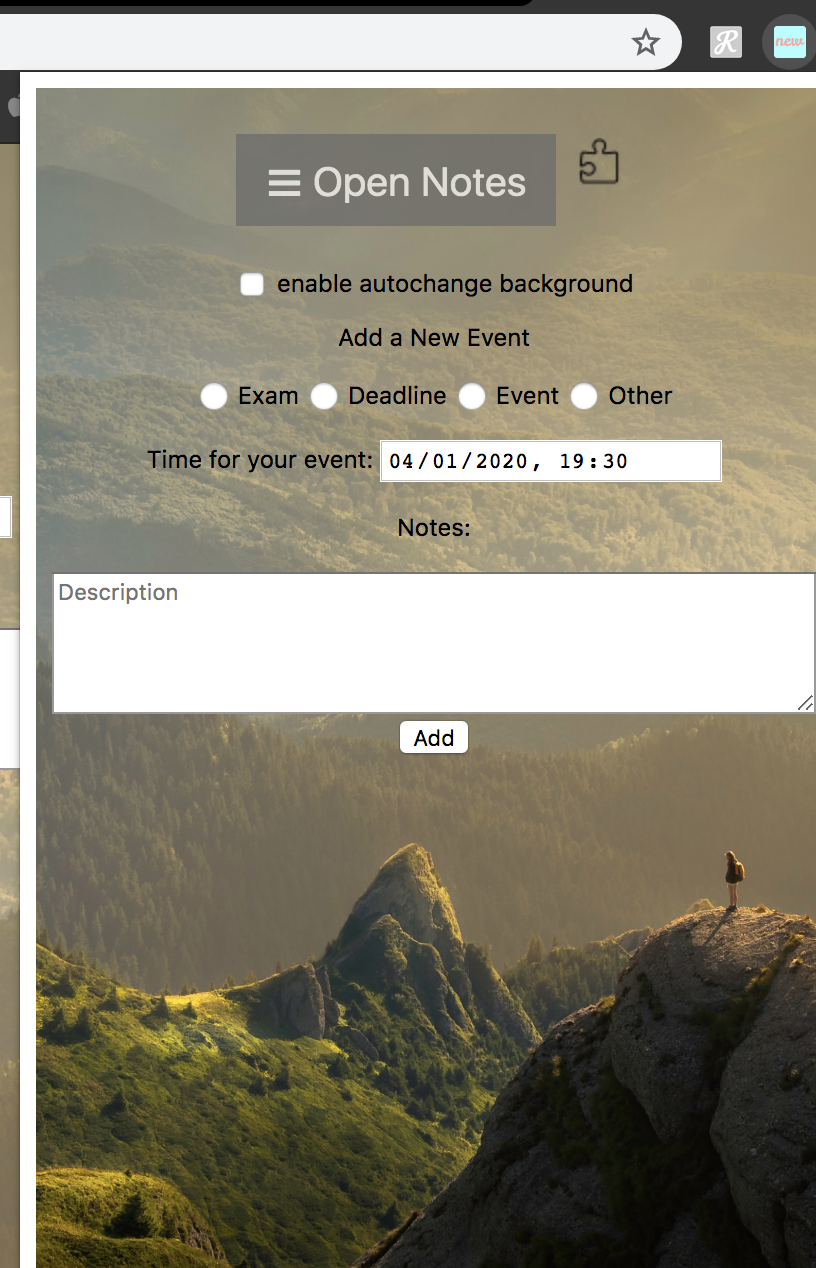 R
new
☰ Open Notes
enable autochange background
Add a New Event
Exam Deadline Event Other
Time for your event: 04/01/2020, 19:30
Notes:
Description
Add